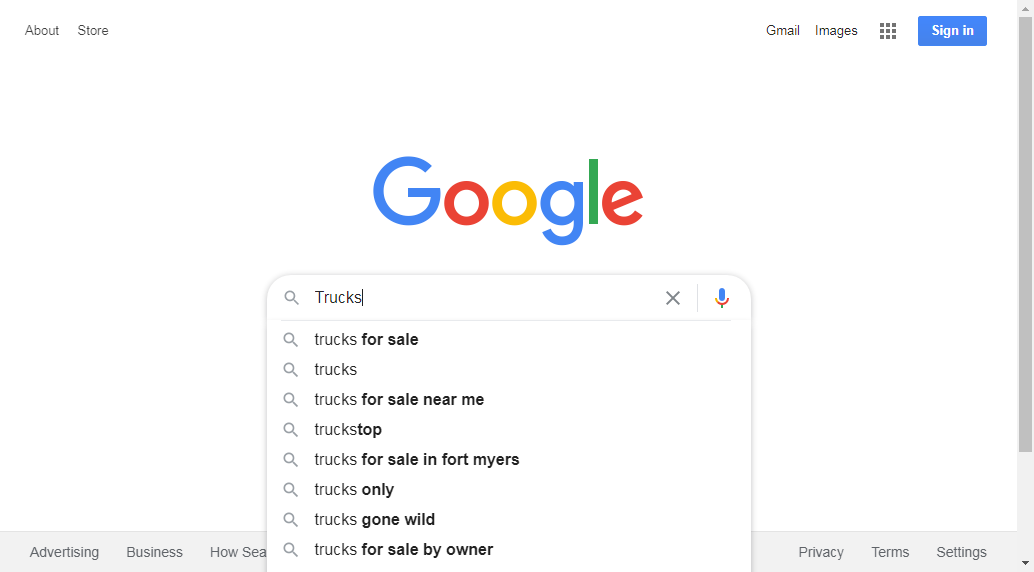 About Store Gmail Images Sign in
Google
Trucks
trucks for sale
trucks
trucks for sale near me
truckstop
trucks for sale in fort myers
trucks only
trucks gone wild
trucks for sale by owner
Advertising Business How Sea Privacy Terms Settings